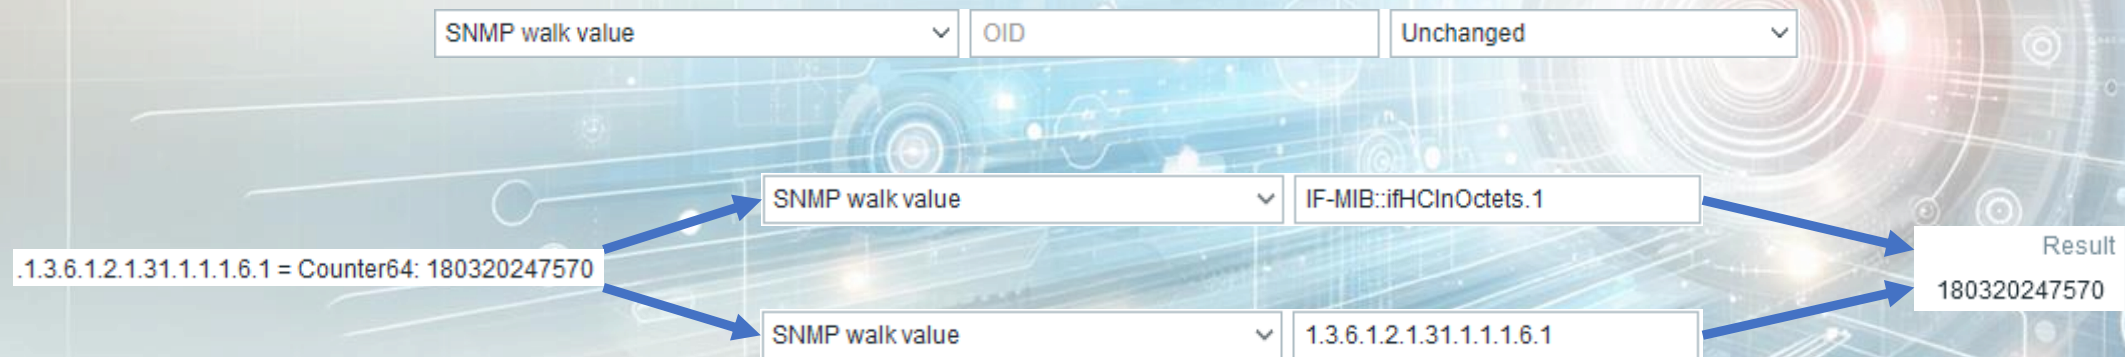 SNMP walk value OID Unchanged
SNMP walk value IF-MIB::ifHCInOctets.1
.1.3.6.1.2.1.31.1.1.1.6.1 = Counter64: 180320247570
Result
180320247570
SNMP walk value 1.3.6.1.2.1.31.1.1.1.6.1